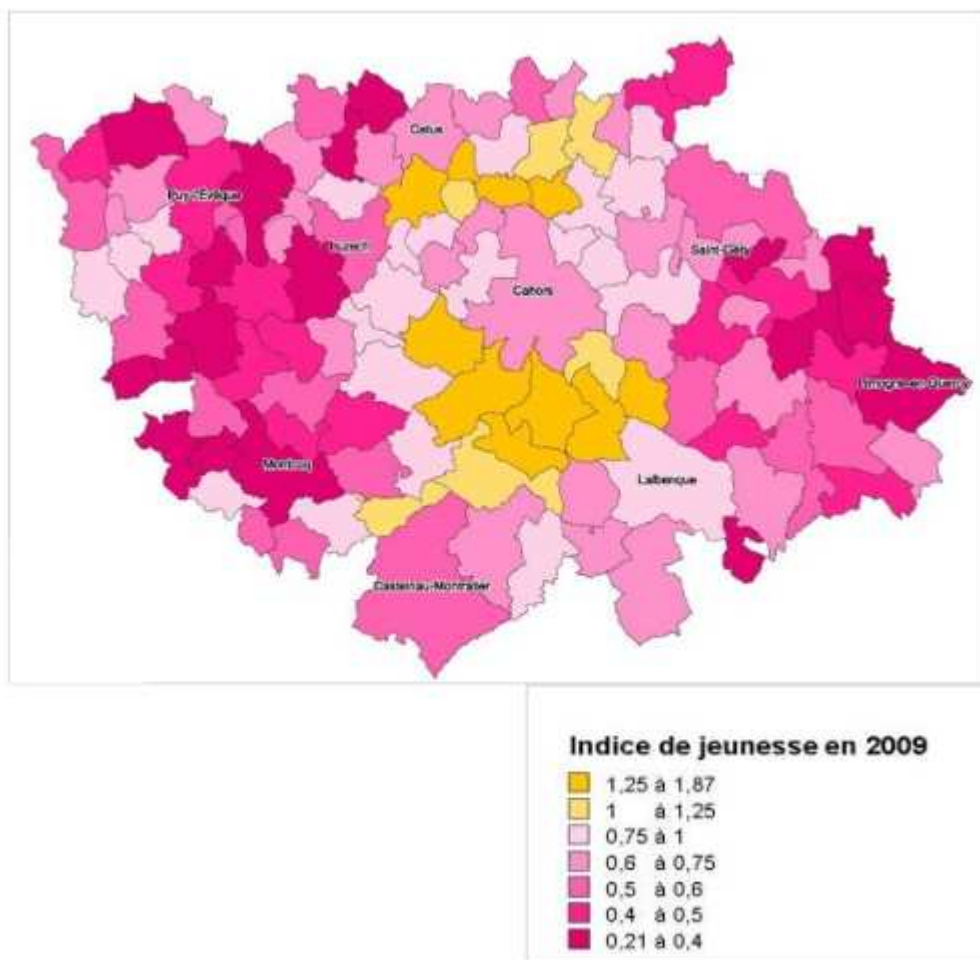 Catus
Puy-l'Évêque
Luzech
Saint-Géry
Cahors
Limogne-en-Quercy
Montcuq
Lalbenque
Castelnau-Montratier
Indice de jeunesse en 2009
1,25 à 1,87
1 à 1,25
0,75 à 1
0,6 à 0,75
0,5 à 0,6
0,4 à 0,5
0,21 à 0,4